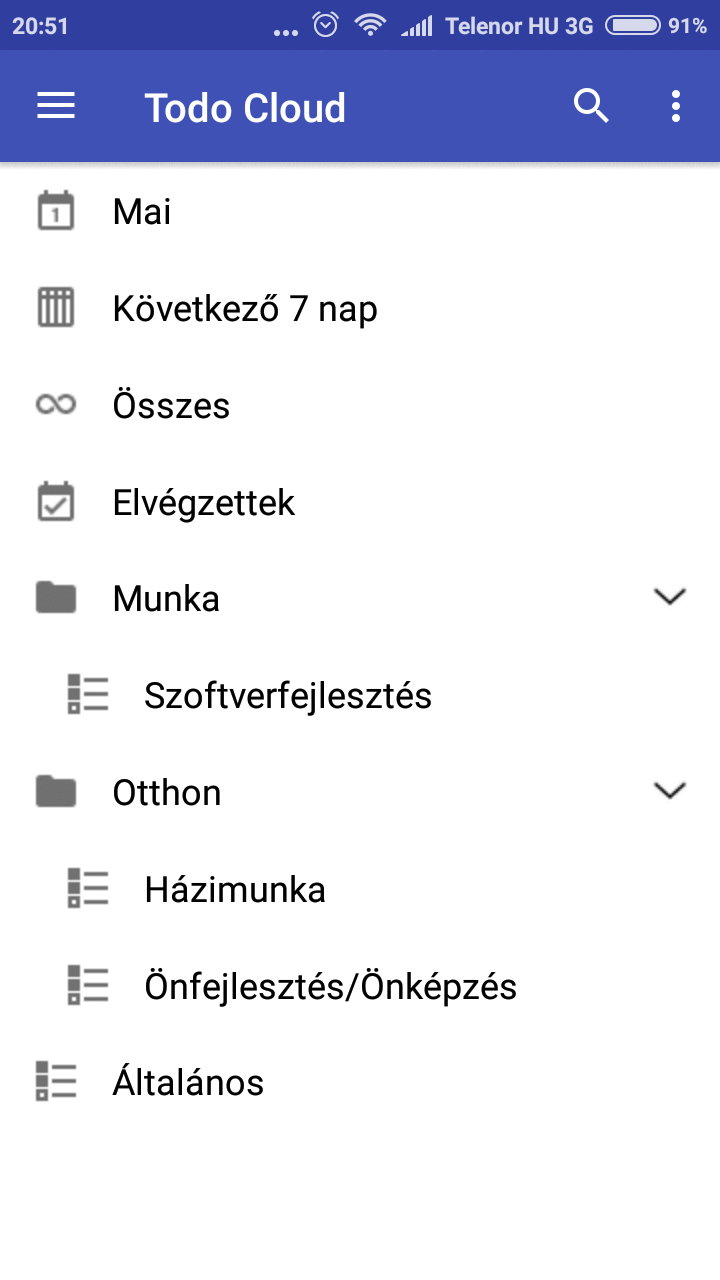 20:51 ... Telenor HU 3G 91%
Todo Cloud
1 Mai
Következő 7 nap
Összes
Elvégzettek
Munka
Szoftverfejlesztés
Otthon
Házimunka
Önfejlesztés/Önképzés
Általános